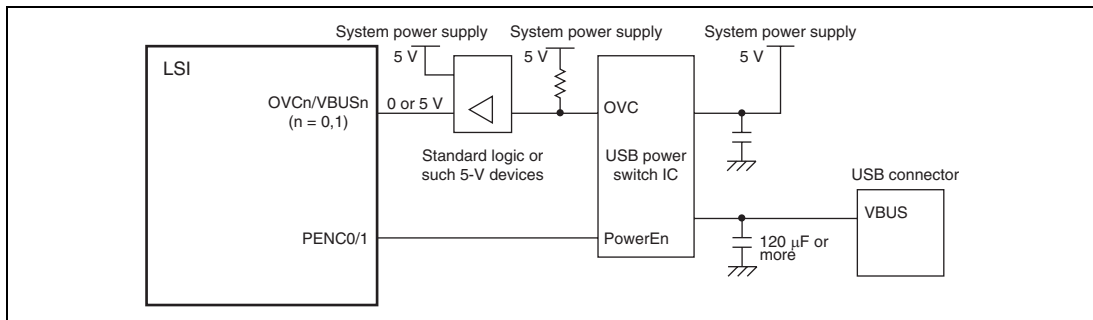 System power supply
5 V
System power supply
5 V
System power supply
5 V
LSI
OVCn/VBUSn
(n = 0,1)
0 or 5 V
OVC
Standard logic or
such 5-V devices
USB power
switch IC
USB connector
VBUS
PENC0/1
PowerEn
120 μF or
more